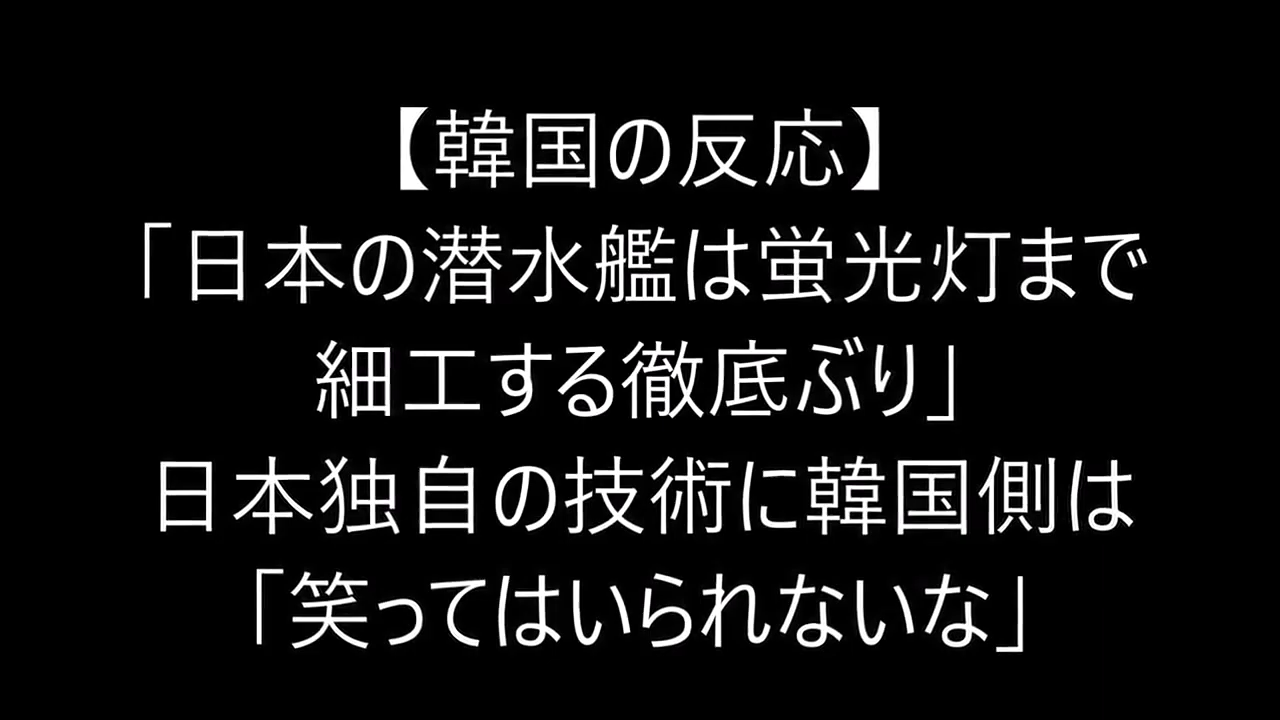 【韓国の反応】
「日本の潜水艦は蛍光灯まで
細工する徹底ぶり」
日本独自の技術に韓国側は
「笑ってはいられないな」